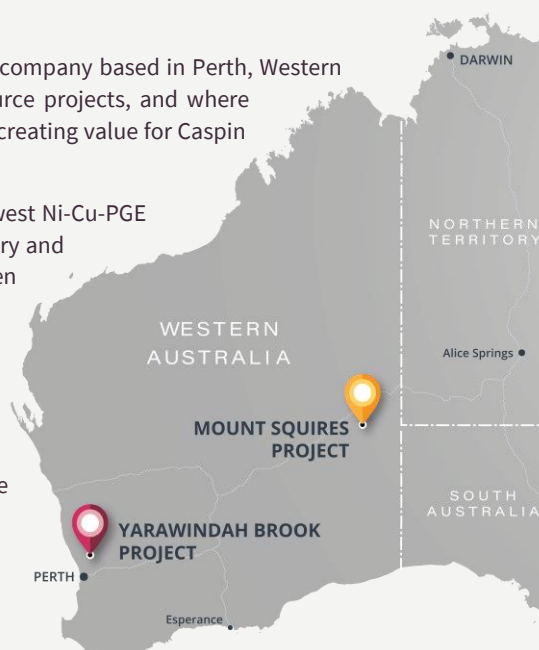 company based in Perth, Western
urce projects, and where
creating value for Caspin
west Ni-Cu-PGE
ry and
en
e
DARWIN
NORTHERN
TERRITORY
WESTERN
AUSTRALIA
Alice Springs
MOUNT SQUIRES
PROJECT
SOUTH
AUSTRALIA
YARAWINDAH BROOK
PROJECT
PERTH
Esperance